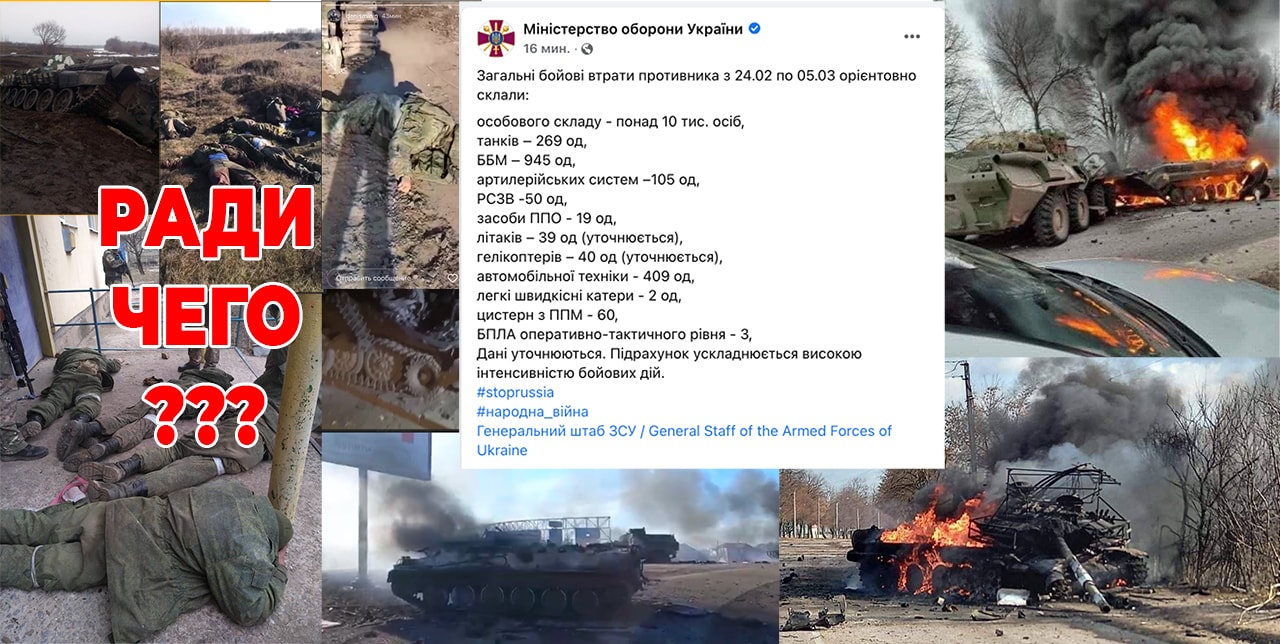 РАДИ
ЧЕГО
???
43мин.
Отправить сообщение
Міністерство оборони України
16 мин. ·
Загальні бойові втрати противника з 24.02 по 05.03 орієнтовно
склали:
особового складу - понад 10 тис. осіб,
танків – 269 од,
ББМ – 945 од,
артилерійських систем –105 од,
РСЗВ -50 од,
засоби ППО - 19 од,
літаків – 39 од (уточнюється),
гелікоптерів – 40 од (уточнюється),
автомобільної техніки - 409 од,
легкі швидкісні катери - 2 од,
цистерн з ППМ - 60,
БПЛА оперативно-тактичного рівня - 3,
Дані уточнюються. Підрахунок ускладнюється високою
інтенсивністю бойових дій.
#stoprussia
#народна_війна
Генеральний штаб ЗСУ / General Staff of the Armed Forces of
Ukraine